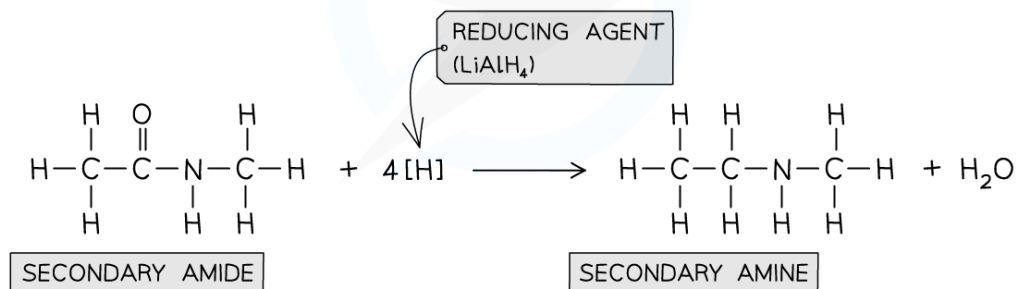 REDUCING AGENT
(LiAlH₄)
H O H H H H
H–C–C–N–C–H + 4[H] ⟶ H–C–C–N–C–H + H₂O
H H H H H H H
SECONDARY AMIDE SECONDARY AMINE